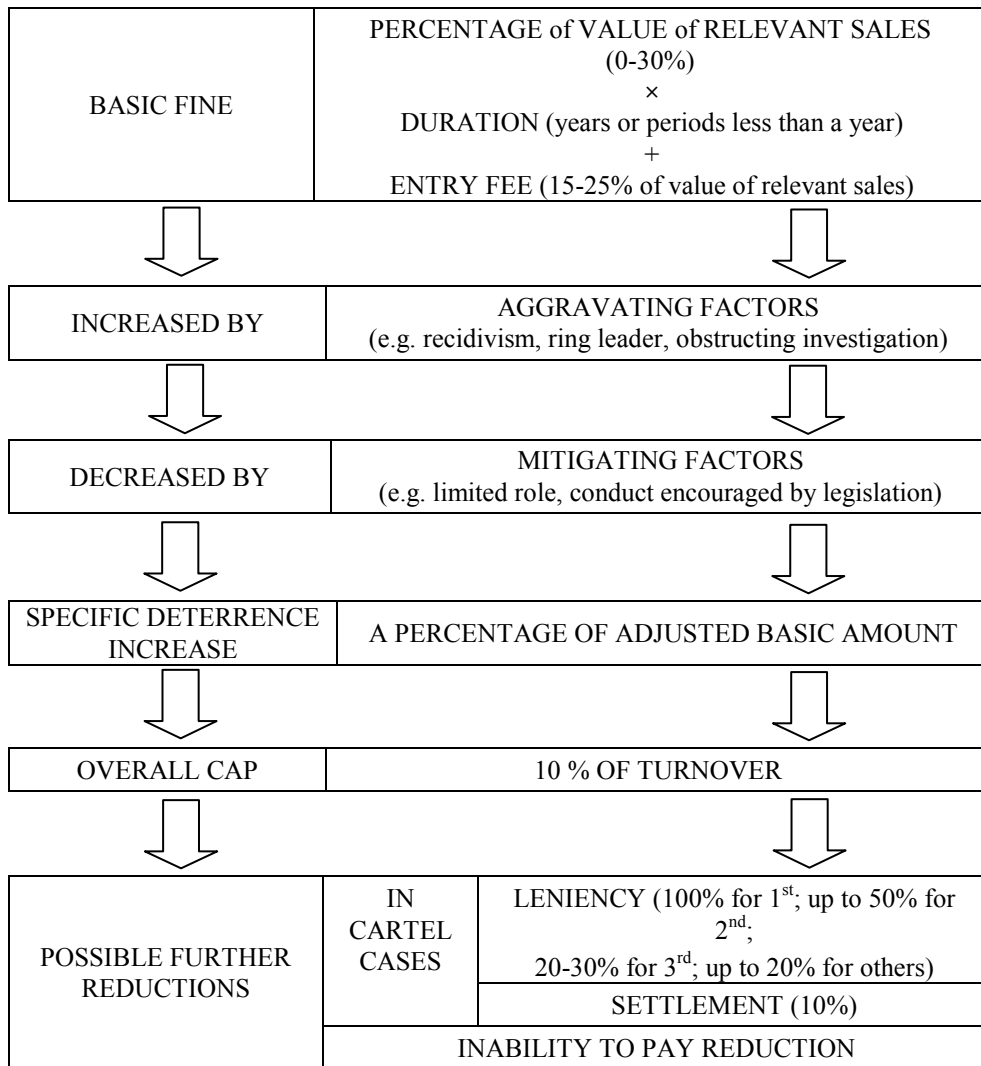 BASIC FINE
PERCENTAGE of VALUE of RELEVANT SALES
(0-30%)
×
DURATION (years or periods less than a year)
+
ENTRY FEE (15-25% of value of relevant sales)
INCREASED BY
AGGRAVATING FACTORS
(e.g. recidivism, ring leader, obstructing investigation)
DECREASED BY
MITIGATING FACTORS
(e.g. limited role, conduct encouraged by legislation)
SPECIFIC DETERRENCE
INCREASE
A PERCENTAGE OF ADJUSTED BASIC AMOUNT
OVERALL CAP
10 % OF TURNOVER
POSSIBLE FURTHER
REDUCTIONS
IN
CARTEL
CASES
LENIENCY (100% for 1st; up to 50% for
2nd;
20-30% for 3rd; up to 20% for others)
SETTLEMENT (10%)
INABILITY TO PAY REDUCTION